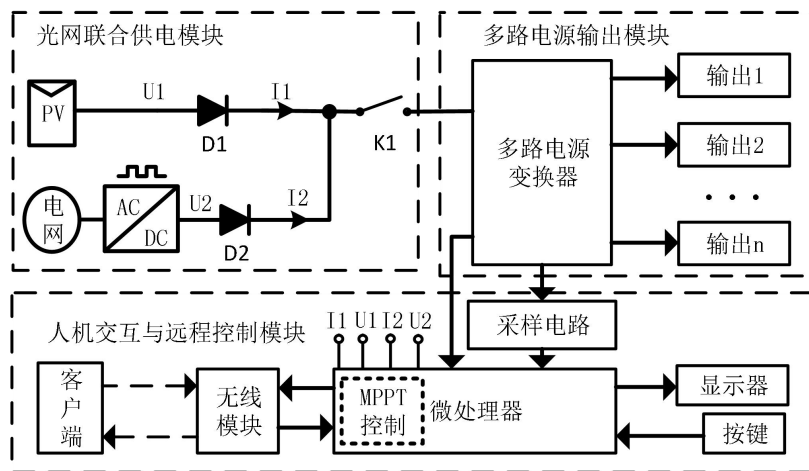 光网联合供电模块
多路电源输出模块
PV
U1
I1
D1
K1
电网
AC
DC
U2
I2
D2
多路电源
变换器
输出1
输出2
...
输出n
人机交互与远程控制模块
I1 U1 I2 U2
采样电路
客户端
无线
模块
MPPT
控制
微处理器
显示器
按键